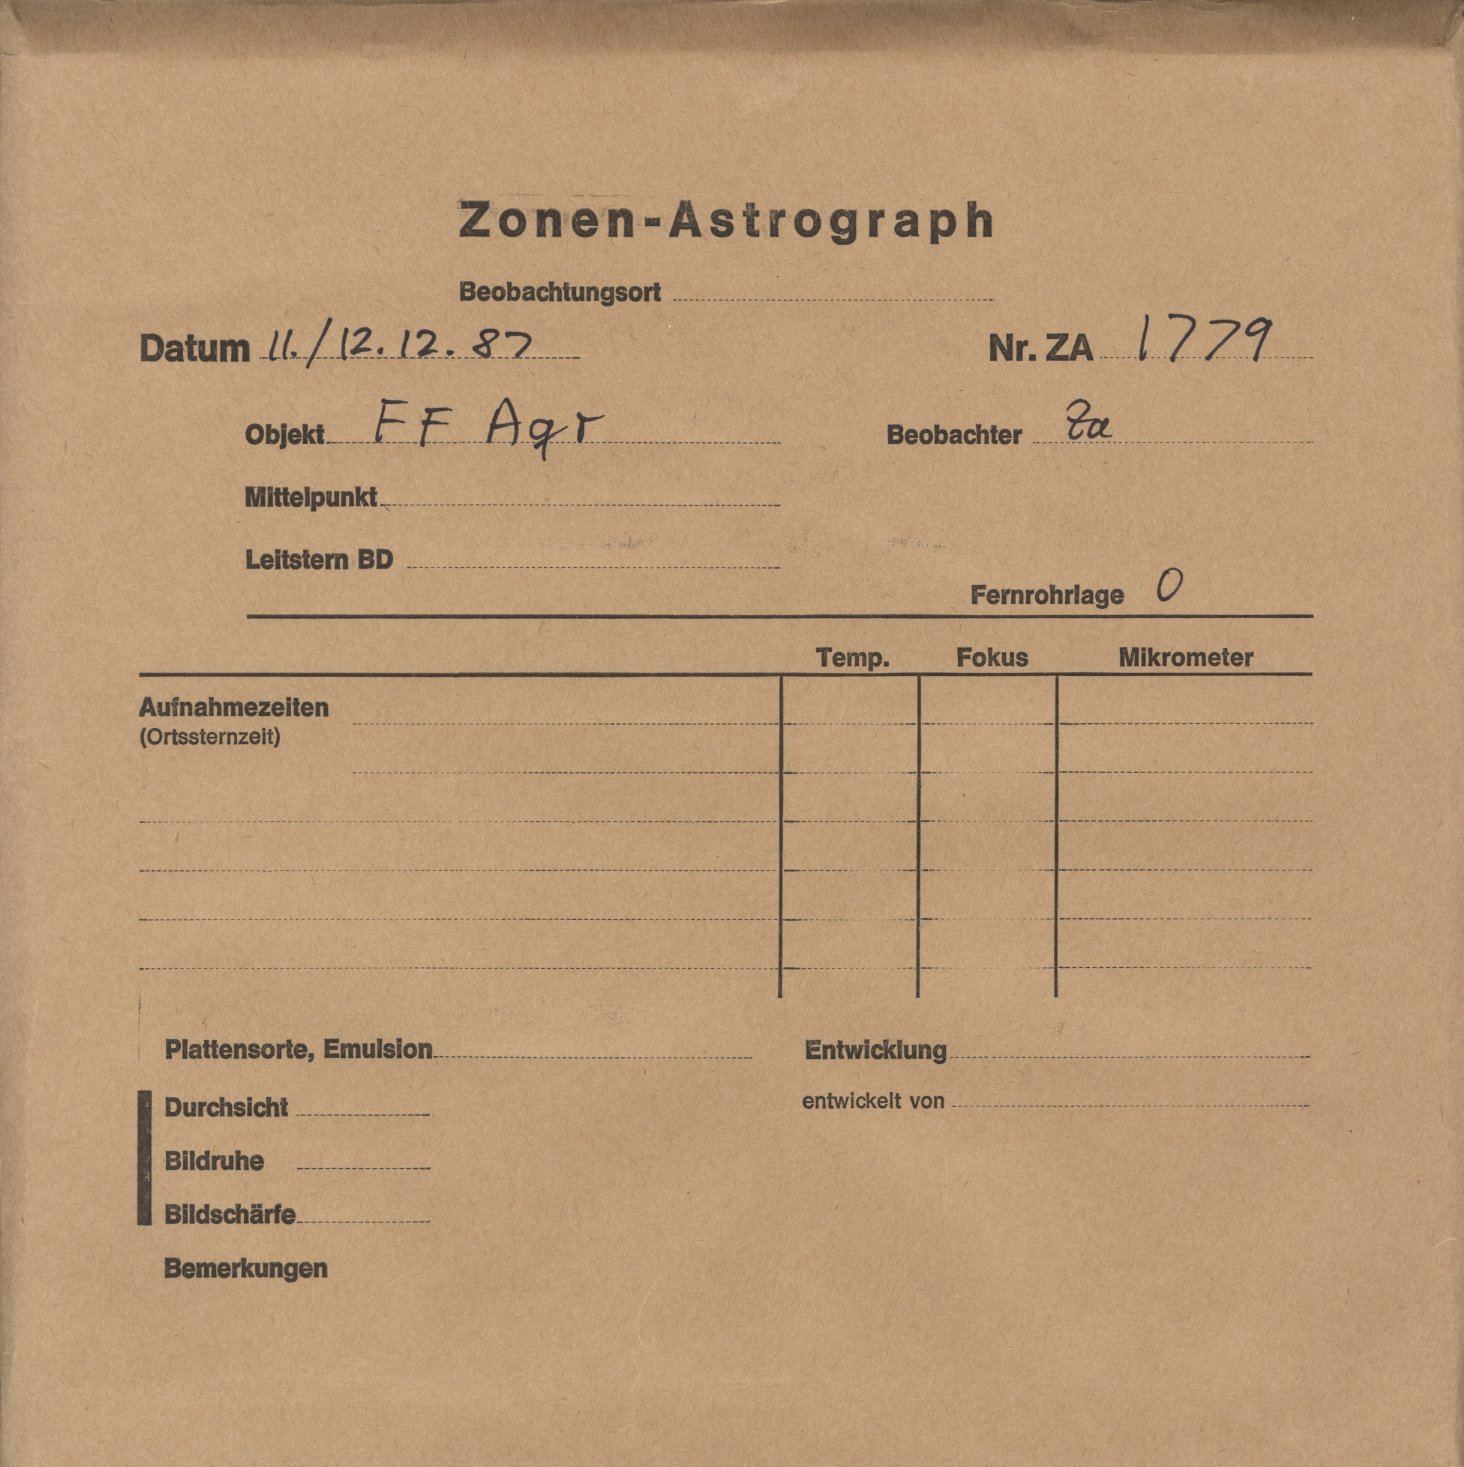 Zonen-Astrograph
Beobachtungsort
Datum 11./12.12.87 Nr. ZA 1779
Objekt FF Aqr Beobachter Za
Mittelpunkt
Leitstern BD
Fernrohrlage O
Temp. Fokus Mikrometer
Aufnahmezeiten
(Ortssternzeit)
Plattensorte, Emulsion Entwicklung
Durchsicht entwickelt von
Bildruhe
Bildschärfe
Bemerkungen